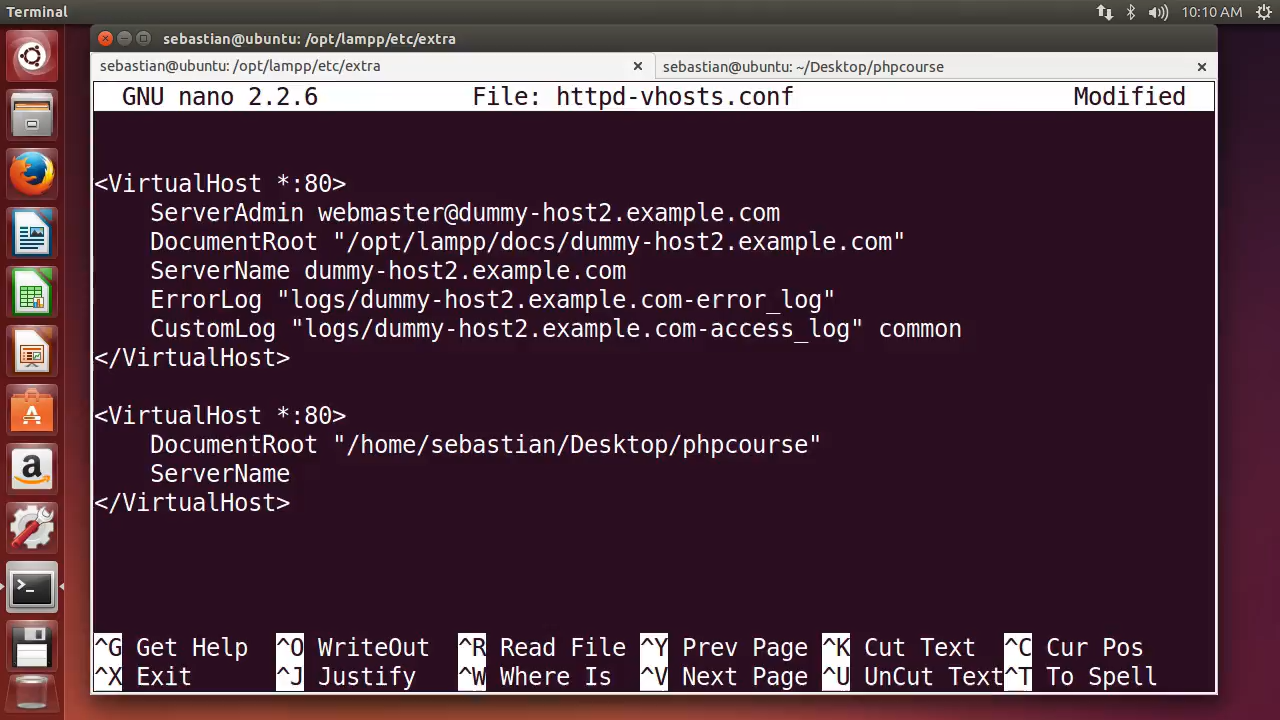 Terminal
10:10 AM
sebastian@ubuntu: /opt/lampp/etc/extra
sebastian@ubuntu: /opt/lampp/etc/extra × sebastian@ubuntu: ~/Desktop/phpcourse ×
GNU nano 2.2.6 File: httpd-vhosts.conf Modified
<VirtualHost *:80>
    ServerAdmin webmaster@dummy-host2.example.com
    DocumentRoot "/opt/lampp/docs/dummy-host2.example.com"
    ServerName dummy-host2.example.com
    ErrorLog "logs/dummy-host2.example.com-error_log"
    CustomLog "logs/dummy-host2.example.com-access_log" common
</VirtualHost>
<VirtualHost *:80>
    DocumentRoot "/home/sebastian/Desktop/phpcourse"
    ServerName
</VirtualHost>
^G Get Help ^O WriteOut ^R Read File ^Y Prev Page ^K Cut Text ^C Cur Pos
^X Exit ^J Justify ^W Where Is ^V Next Page ^U UnCut Text ^T To Spell